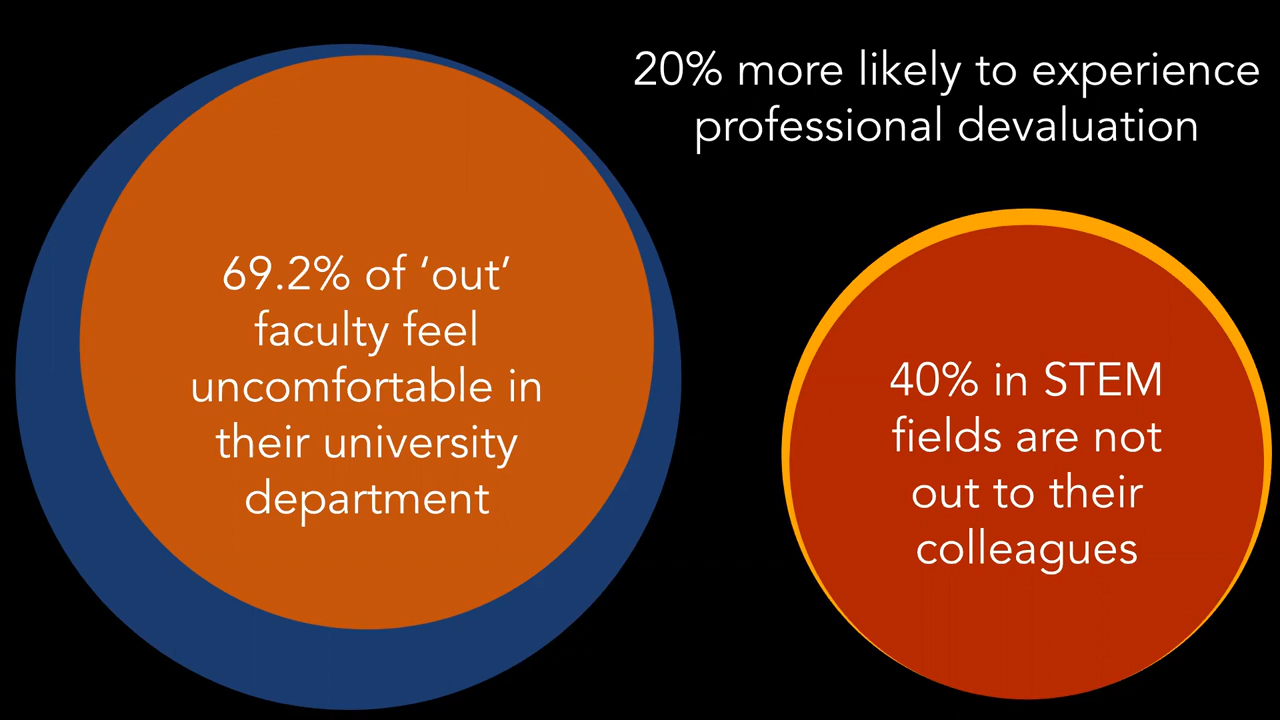 20% more likely to experience
professional devaluation
69.2% of ‘out’
faculty feel
uncomfortable in
their university
department
40% in STEM
fields are not
out to their
colleagues